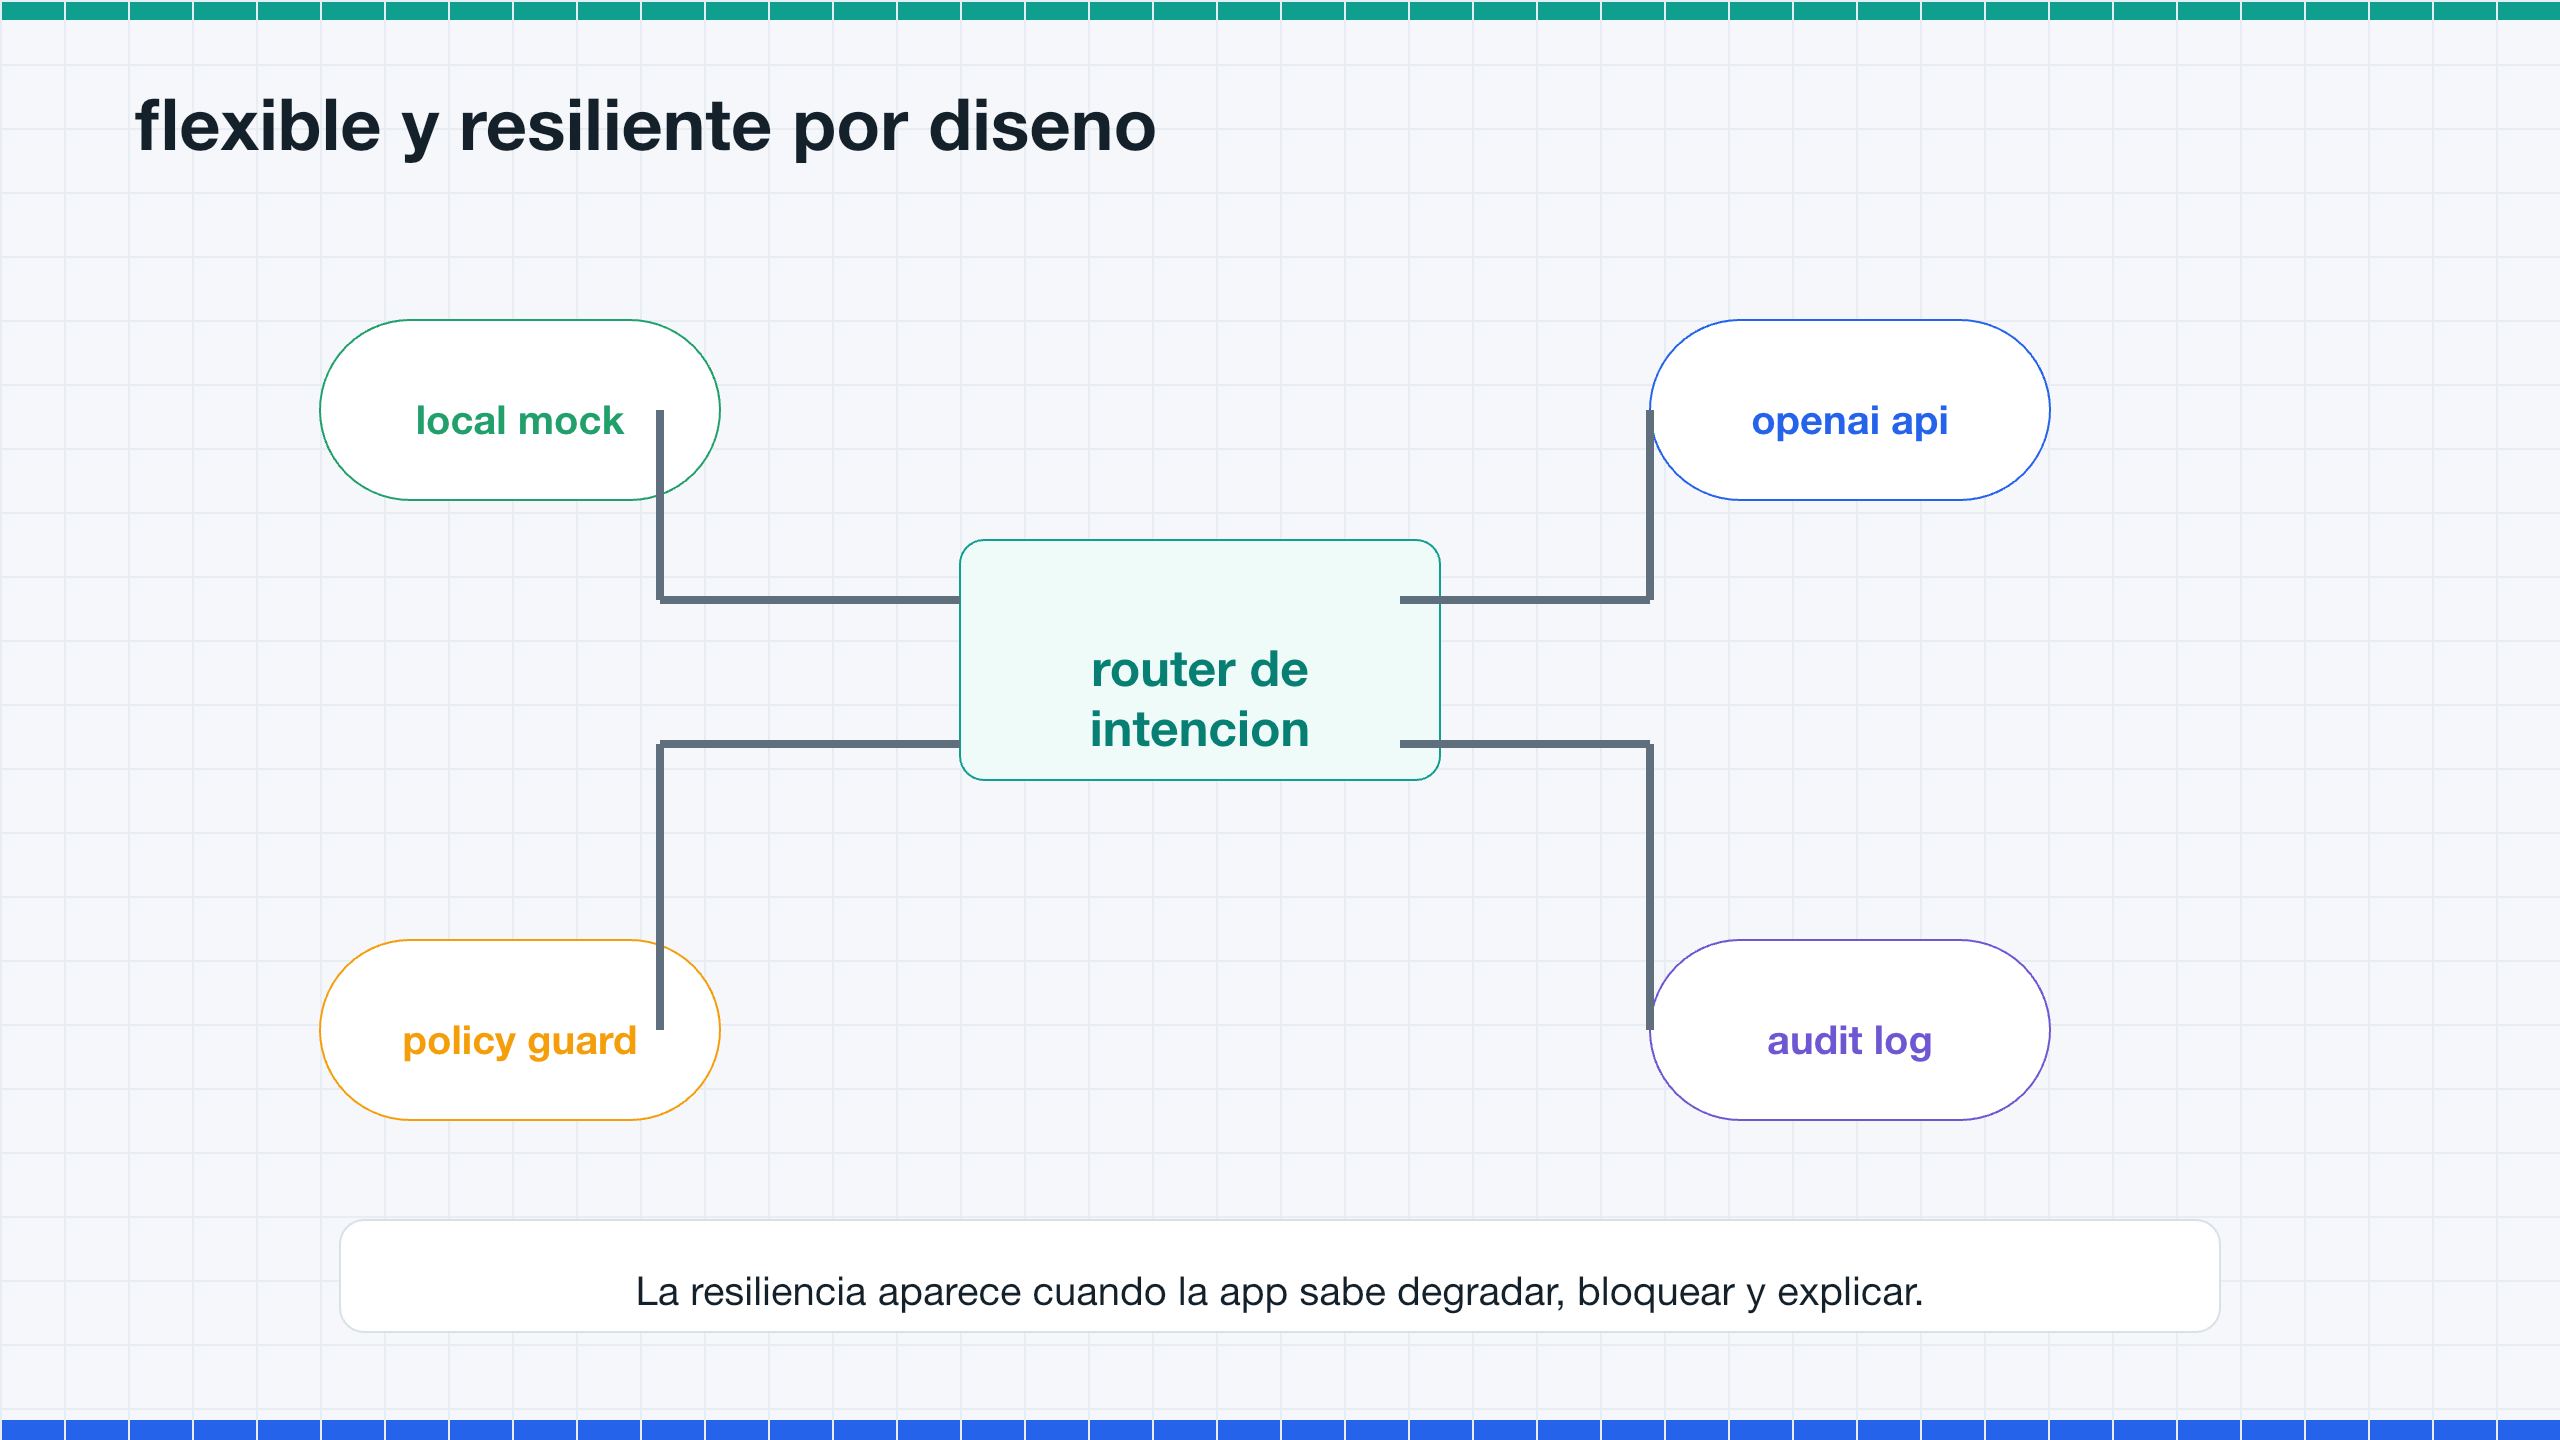 flexible y resiliente por diseno
local mock
openai api
router de
intencion
policy guard
audit log
La resiliencia aparece cuando la app sabe degradar, bloquear y explicar.